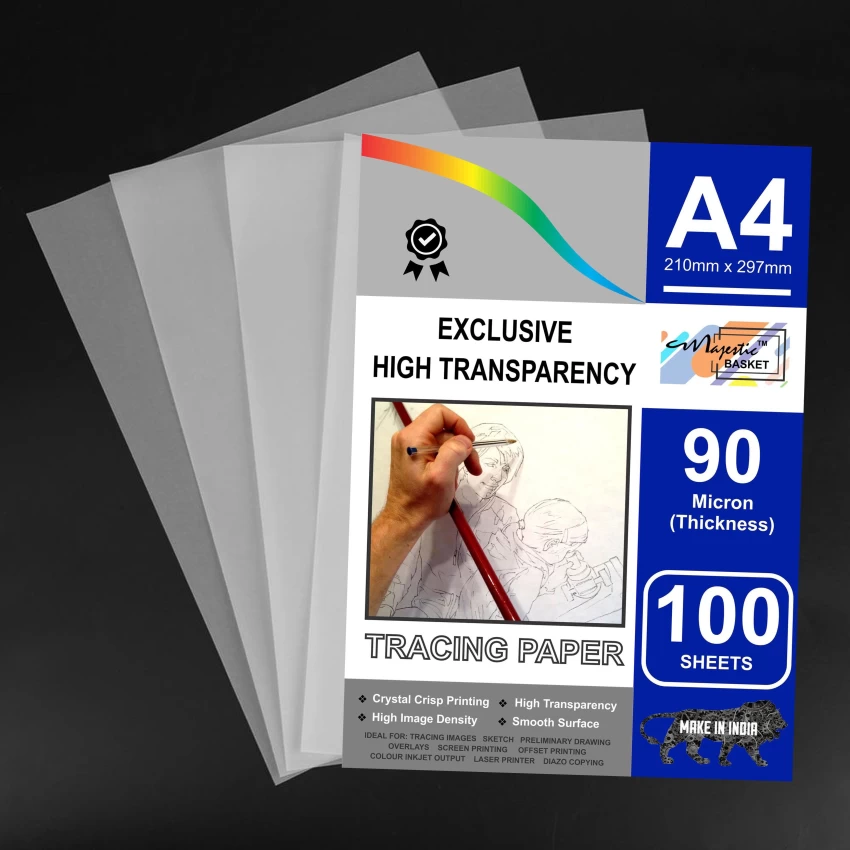 A4
210mm x 297mm
EXCLUSIVE
HIGH TRANSPARENCY
Majestic™
BASKET
90
Micron
(Thickness)
TRACING PAPER
100
SHEETS
❖ Crystal Crisp Printing ❖ High Transparency
❖ High Image Density ❖ Smooth Surface
IDEAL FOR: TRACING IMAGES SKETCH PRELIMINARY DRAWING
OVERLAYS SCREEN PRINTING OFFSET PRINTING
COLOUR INKJET OUTPUT LASER PRINTER DIAZO COPYING
MAKE IN INDIA